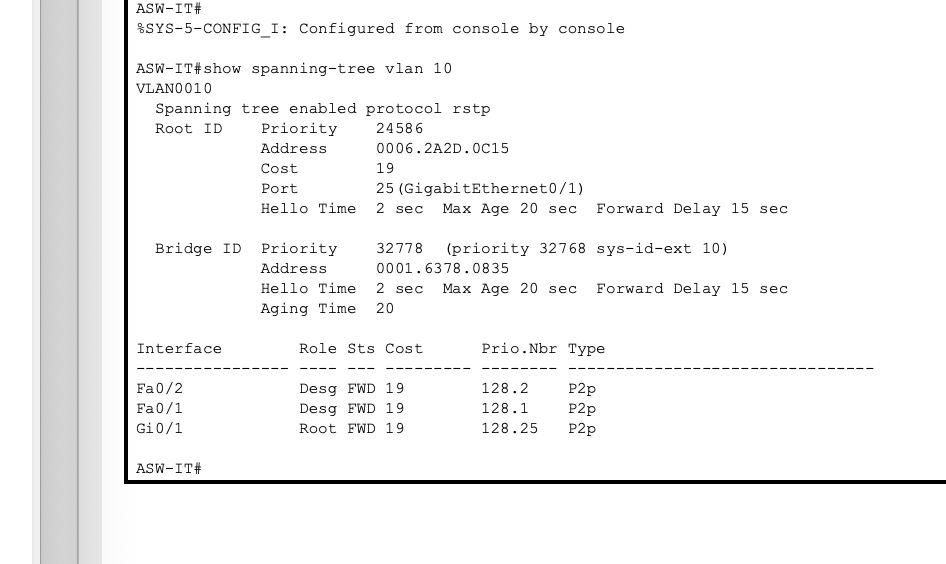 ASW-IT#
%SYS-5-CONFIG_I: Configured from console by console
ASW-IT#show spanning-tree vlan 10
VLAN0010
  Spanning tree enabled protocol rstp
  Root ID    Priority    24586
             Address     0006.2A2D.0C15
             Cost        19
             Port        25(GigabitEthernet0/1)
             Hello Time  2 sec  Max Age 20 sec  Forward Delay 15 sec
  Bridge ID  Priority    32778  (priority 32768 sys-id-ext 10)
             Address     0001.6378.0835
             Hello Time  2 sec  Max Age 20 sec  Forward Delay 15 sec
             Aging Time  20
Interface        Role Sts Cost      Prio.Nbr Type
---------------- ---- --- --------- -------- --------------------------------
Fa0/2            Desg FWD 19        128.2    P2p
Fa0/1            Desg FWD 19        128.1    P2p
Gi0/1            Root FWD 19        128.25   P2p
ASW-IT#